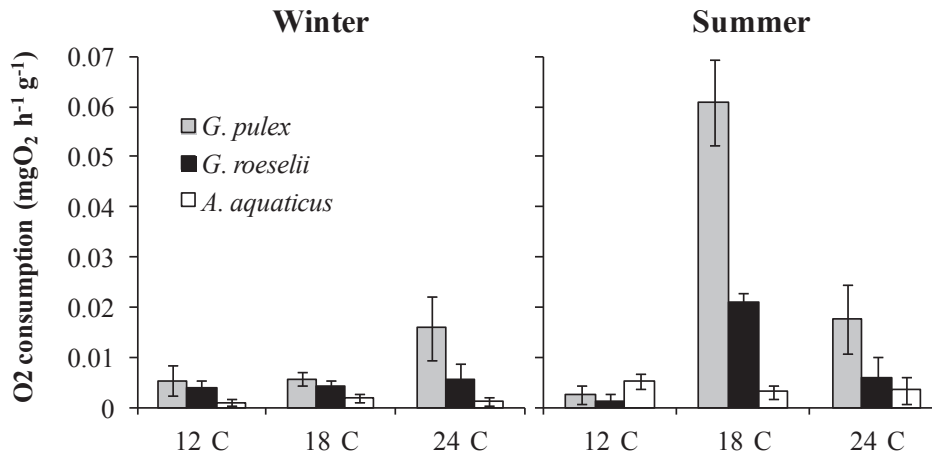 Winter
Summer
O2 consumption (mgO₂ h⁻¹ g⁻¹)
0.07
0.06
0.05
0.04
0.03
0.02
0.01
0
G. pulex
G. roeselii
A. aquaticus
12 C
18 C
24 C
12 C
18 C
24 C